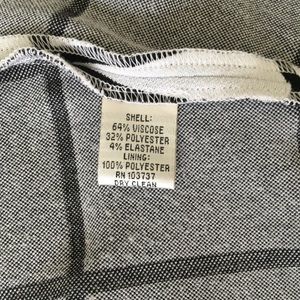 SHELL:
64% VISCOSE
32% POLYESTER
4% ELASTANE
LINING:
100% POLYESTER
RN 103737
DRY CLEAN